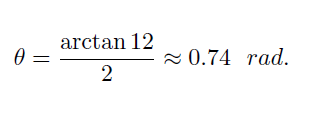 θ = arctan 12 / 2 ≈ 0.74 rad.